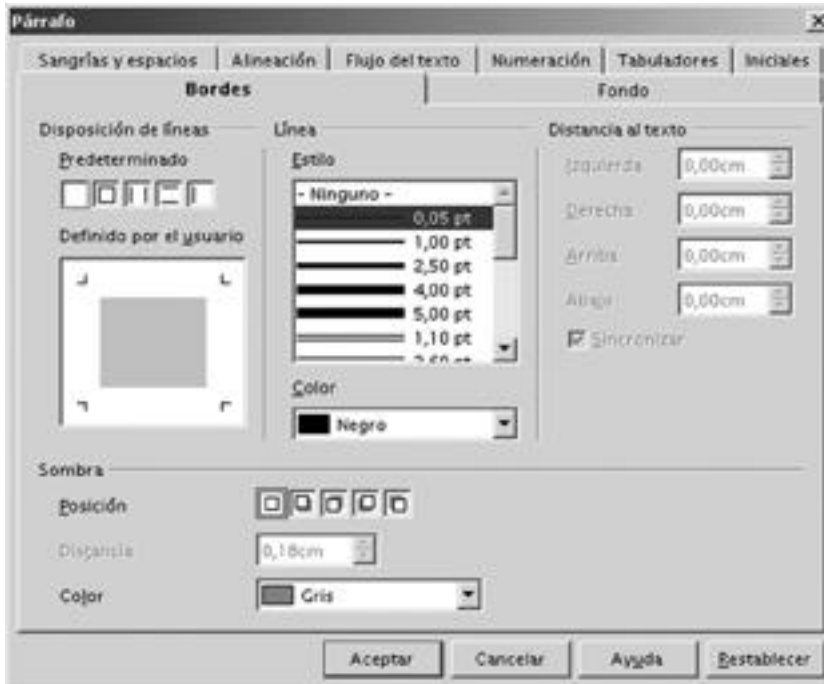 Párrafo
Sangrías y espacios Alineación Flujo del texto Numeración Tabuladores Iniciales
Bordes Fondo
Disposición de líneas Línea Distancia al texto
Predeterminado Estilo Izquierda 0,00cm
- Ninguno -
0,05 pt Derecha 0,00cm
Definido por el usuario 1,00 pt
2,50 pt Arriba 0,00cm
4,00 pt
5,00 pt Abajo 0,00cm
1,10 pt Sincronizar
2,60 pt
Color
Negro
Sombra
Posición
Distancia 0,18cm
Color Gris
Aceptar Cancelar Ayuda Restablecer